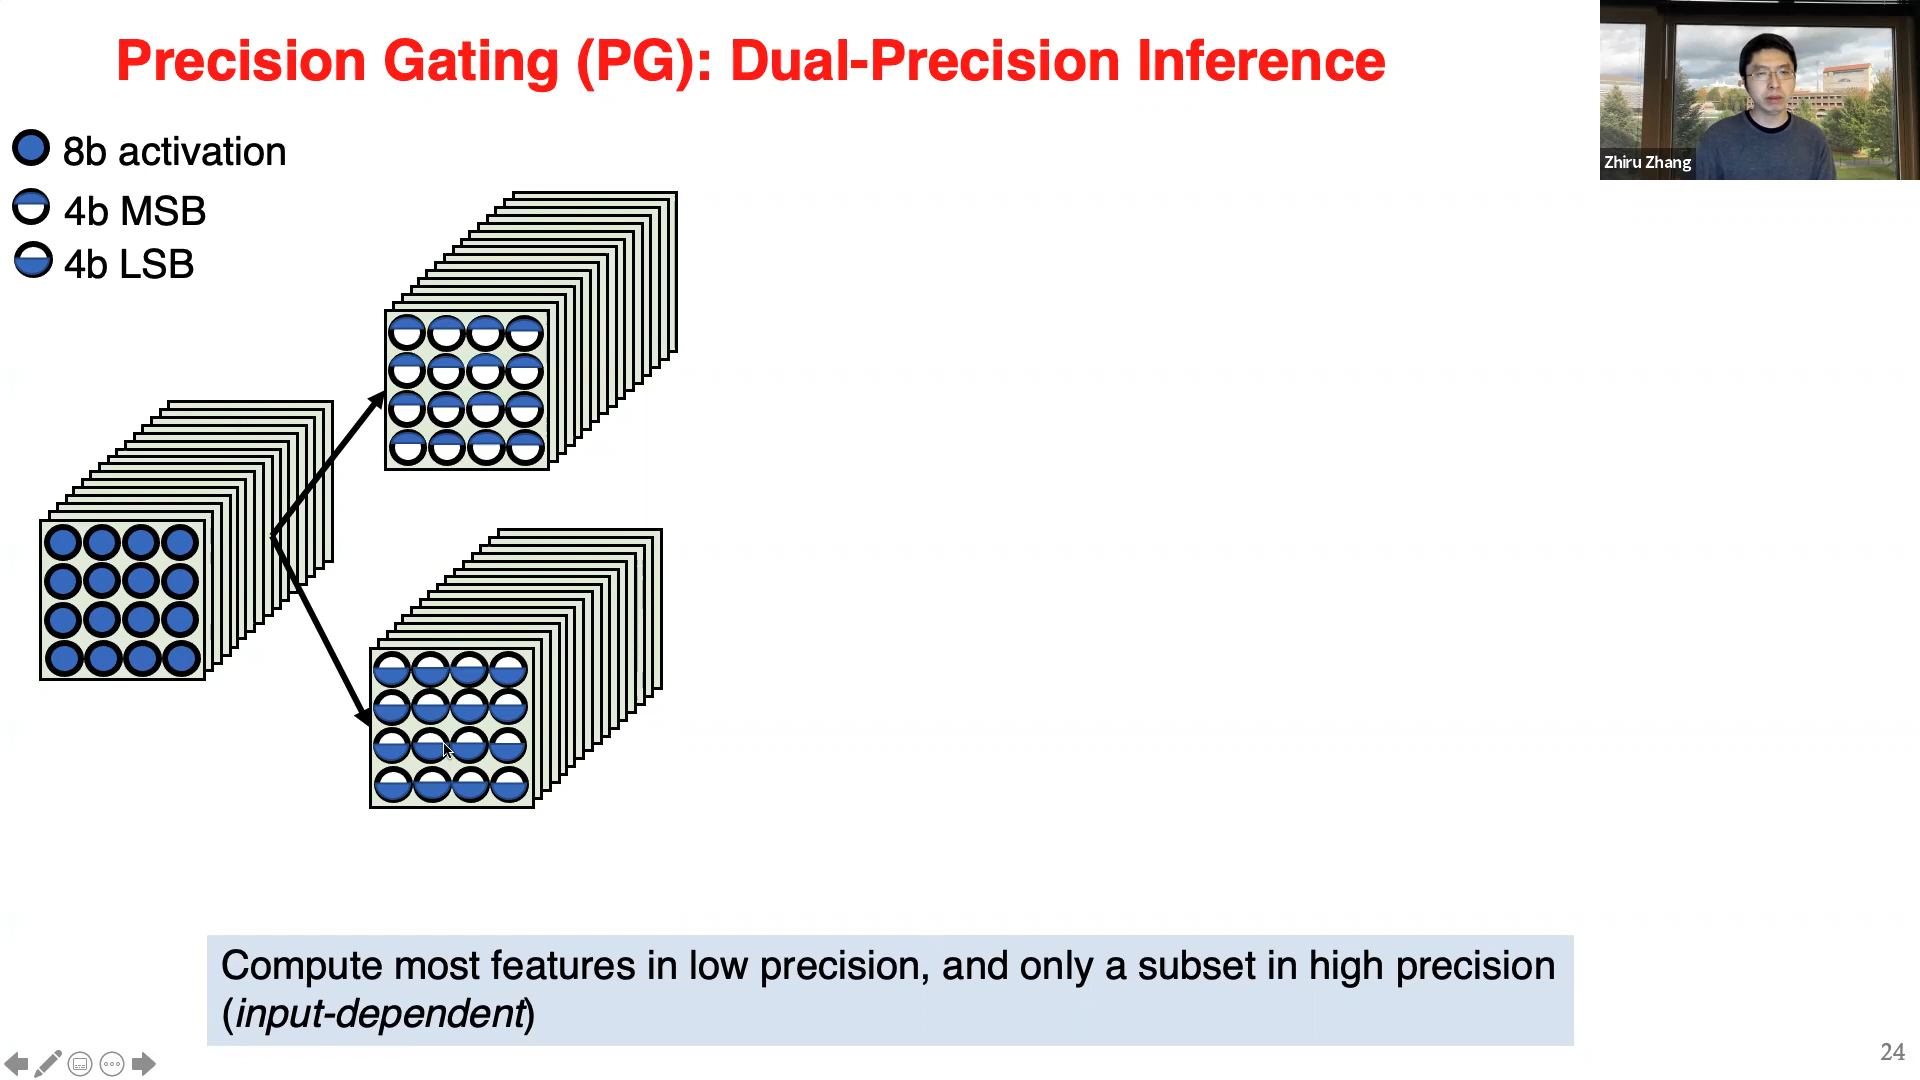 Precision Gating (PG): Dual-Precision Inference
8b activation
4b MSB
4b LSB
Zhiru Zhang
Compute most features in low precision, and only a subset in high precision
(input-dependent)
24